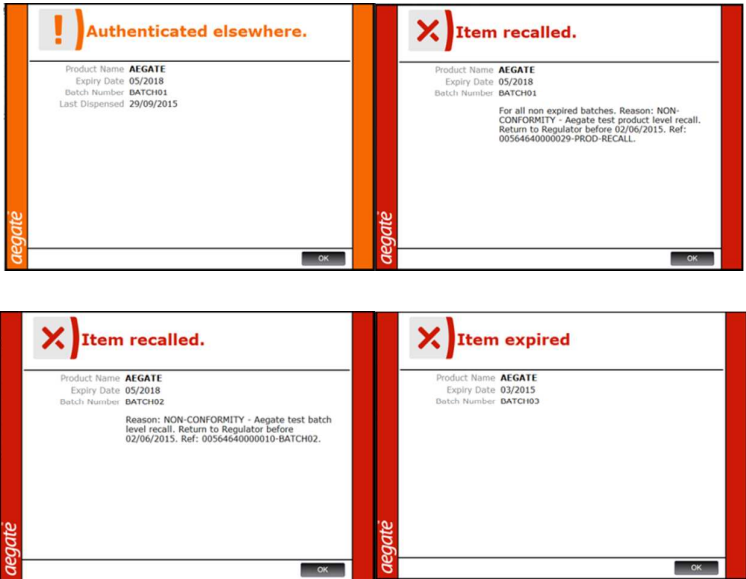 Authenticated elsewhere.
Product Name AEGATE
Expiry Date 05/2018
Batch Number BATCH01
Last Dispensed 29/09/2015
aegate
OK
Item recalled.
Product Name AEGATE
Expiry Date 05/2018
Batch Number BATCH01
For all non expired batches. Reason: NON-
CONFORMITY - Aegate test product level recall.
Return to Regulator before 02/06/2015. Ref:
00564640000029-PROD-RECALL.
aegate
OK
Item recalled.
Product Name AEGATE
Expiry Date 05/2018
Batch Number BATCH02
Reason: NON-CONFORMITY - Aegate test batch
level recall. Return to Regulator before
02/06/2015. Ref: 00564640000010-BATCH02.
aegate
OK
Item expired
Product Name AEGATE
Expiry Date 03/2015
Batch Number BATCH03
aegate
OK